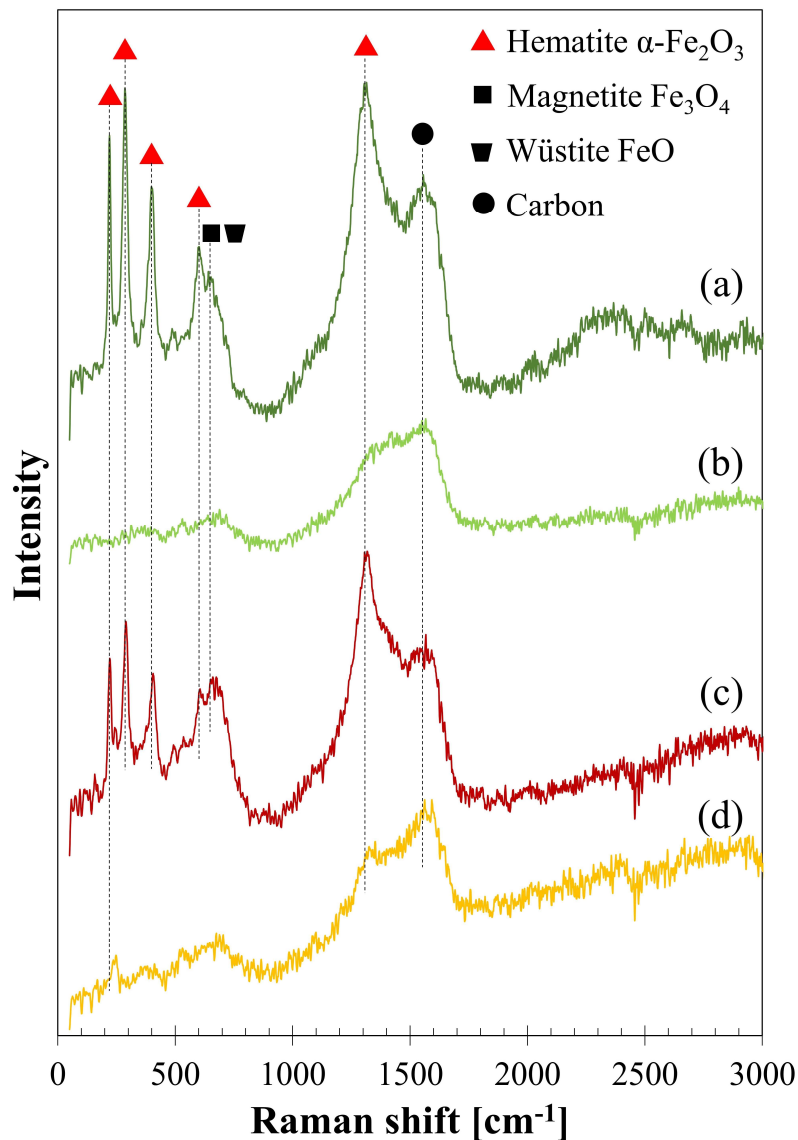 Hematite α-Fe₂O₃
Magnetite Fe₃O₄
Wüstite FeO
Carbon
(a)
(b)
(c)
(d)
Intensity
0 500 1000 1500 2000 2500 3000
Raman shift [cm⁻¹]